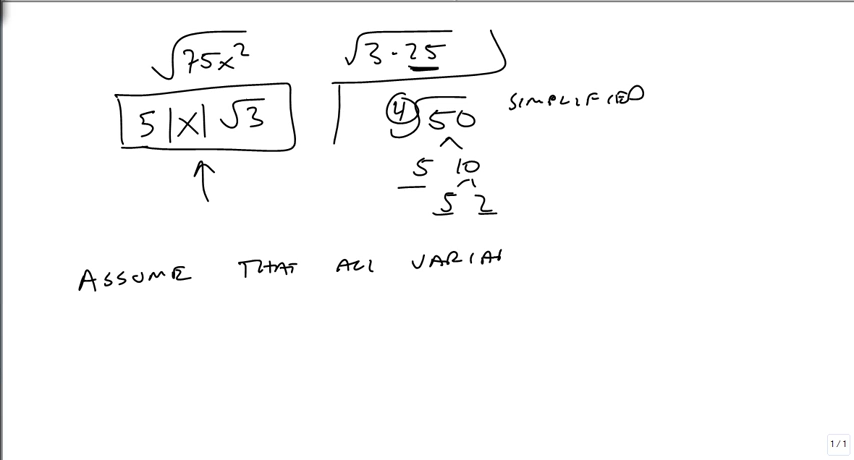 √75x² √3·25
5|x|√3 ⁴√50 SIMPLIFIED
5 10
5 2
ASSUME THAT ALL VARIAB
1/1